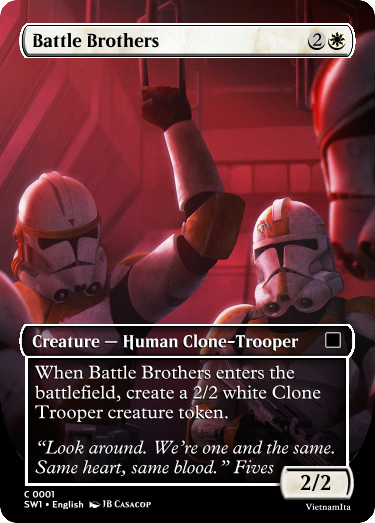 Battle Brothers 2
Creature — Human Clone-Trooper
When Battle Brothers enters the
battlefield, create a 2/2 white Clone
Trooper creature token.
“Look around. We’re one and the same.
Same heart, same blood.” Fives
2/2
C 0001
SW1 • English JB Casacop
VietnamIta